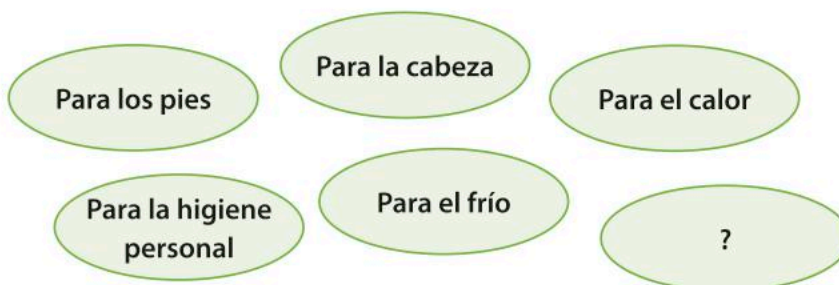 Para los pies
Para la cabeza
Para el calor
Para la higiene
personal
Para el frío
?